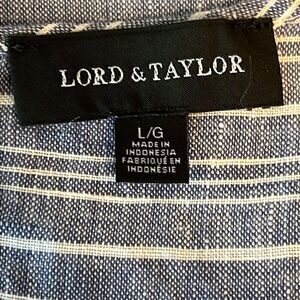 LORD & TAYLOR
L/G
MADE IN
INDONESIA
FABRIQUÉ EN
INDONÉSIE